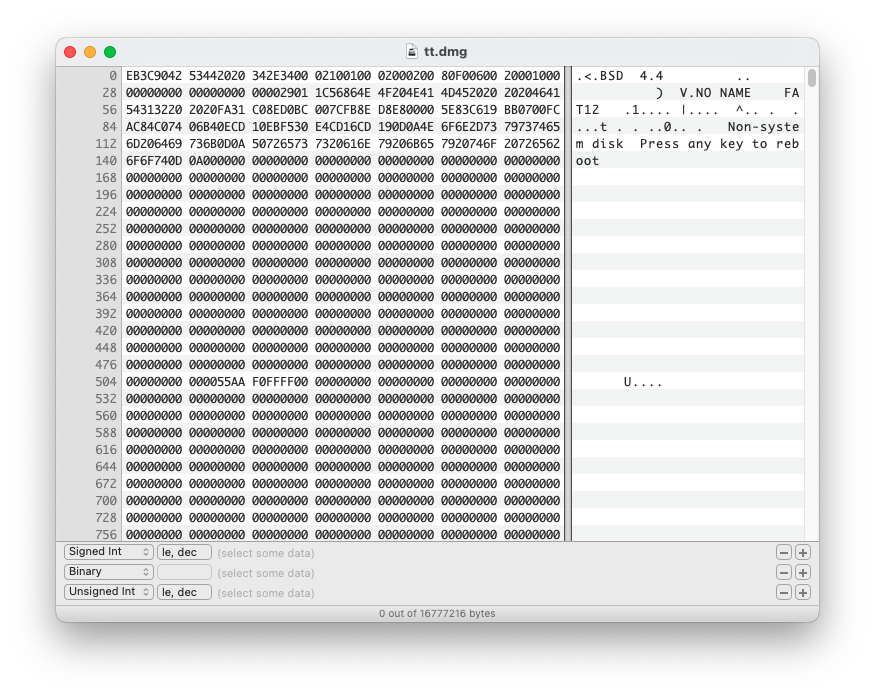 tt.dmg
0 EB3C9042 53442020 342E3400 02100100 02000200 80F00600 20001000 .<.BSD 4.4 ..
28 00000000 00000000 00002901 1C56864E 4F204E41 4D452020 20204641 ) V.NO NAME FA
56 54313220 2020FA31 C08ED0BC 007CFB8E D8E80000 5E83C619 BB0700FC T12 .1.... |.... ^.. . .
84 AC84C074 06B40ECD 10EBF530 E4CD16CD 190D0A4E 6F6E2D73 79737465 ...t . . ..0.. . Non-syste
112 6D206469 736B0D0A 50726573 7320616E 79206B65 7920746F 20726562 m disk Press any key to reb
140 6F6F740D 0A000000 00000000 00000000 00000000 00000000 00000000 oot
168 00000000 00000000 00000000 00000000 00000000 00000000 00000000
196 00000000 00000000 00000000 00000000 00000000 00000000 00000000
224 00000000 00000000 00000000 00000000 00000000 00000000 00000000
252 00000000 00000000 00000000 00000000 00000000 00000000 00000000
280 00000000 00000000 00000000 00000000 00000000 00000000 00000000
308 00000000 00000000 00000000 00000000 00000000 00000000 00000000
336 00000000 00000000 00000000 00000000 00000000 00000000 00000000
364 00000000 00000000 00000000 00000000 00000000 00000000 00000000
392 00000000 00000000 00000000 00000000 00000000 00000000 00000000
420 00000000 00000000 00000000 00000000 00000000 00000000 00000000
448 00000000 00000000 00000000 00000000 00000000 00000000 00000000
476 00000000 00000000 00000000 00000000 00000000 00000000 00000000
504 00000000 000055AA F0FFFF00 00000000 00000000 00000000 00000000 U....
532 00000000 00000000 00000000 00000000 00000000 00000000 00000000
560 00000000 00000000 00000000 00000000 00000000 00000000 00000000
588 00000000 00000000 00000000 00000000 00000000 00000000 00000000
616 00000000 00000000 00000000 00000000 00000000 00000000 00000000
644 00000000 00000000 00000000 00000000 00000000 00000000 00000000
672 00000000 00000000 00000000 00000000 00000000 00000000 00000000
700 00000000 00000000 00000000 00000000 00000000 00000000 00000000
728 00000000 00000000 00000000 00000000 00000000 00000000 00000000
756 00000000 00000000 00000000 00000000 00000000 00000000 00000000
Signed Int le, dec (select some data)
Binary (select some data)
Unsigned Int le, dec (select some data)
0 out of 16777216 bytes